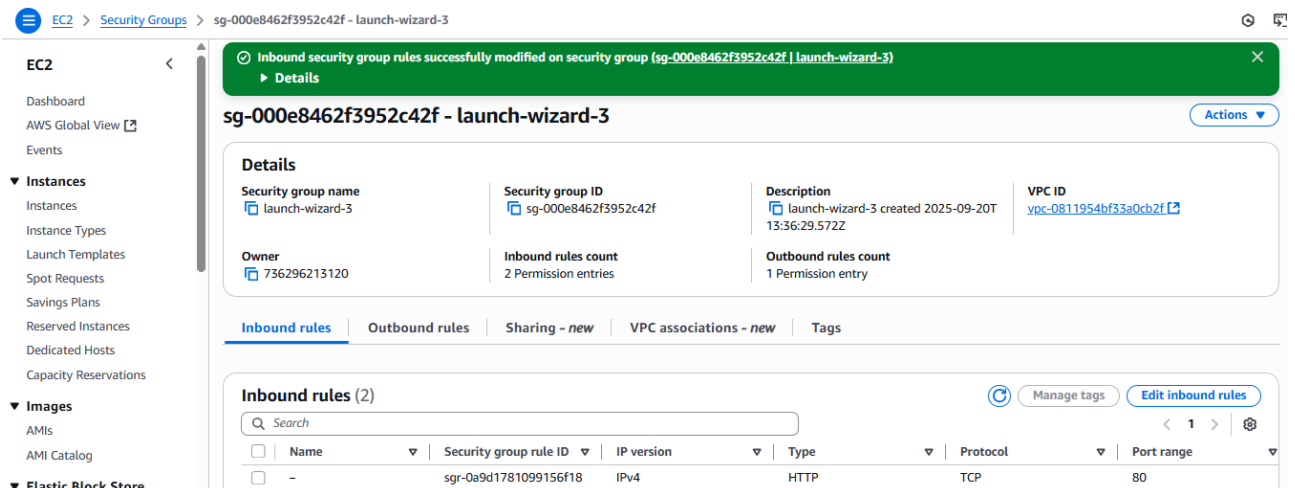 EC2 > Security Groups > sg-000e8462f3952c42f - launch-wizard-3
EC2
Dashboard
AWS Global View
Events
Instances
Instances
Instance Types
Launch Templates
Spot Requests
Savings Plans
Reserved Instances
Dedicated Hosts
Capacity Reservations
Images
AMIs
AMI Catalog
Elastic Block Store
Inbound security group rules successfully modified on security group (sg-000e8462f3952c42f | launch-wizard-3)
Details
sg-000e8462f3952c42f - launch-wizard-3
Actions
Details
Security group name
launch-wizard-3
Security group ID
sg-000e8462f3952c42f
Description
launch-wizard-3 created 2025-09-20T
13:36:29.572Z
VPC ID
vpc-0811954bf33a0cb2f
Owner
736296213120
Inbound rules count
2 Permission entries
Outbound rules count
1 Permission entry
Inbound rules
Outbound rules
Sharing - new
VPC associations - new
Tags
Inbound rules (2)
Manage tags
Edit inbound rules
Search
1
Name
Security group rule ID
IP version
Type
Protocol
Port range
– sgr-0a9d1781099156f18 IPv4 HTTP TCP 80